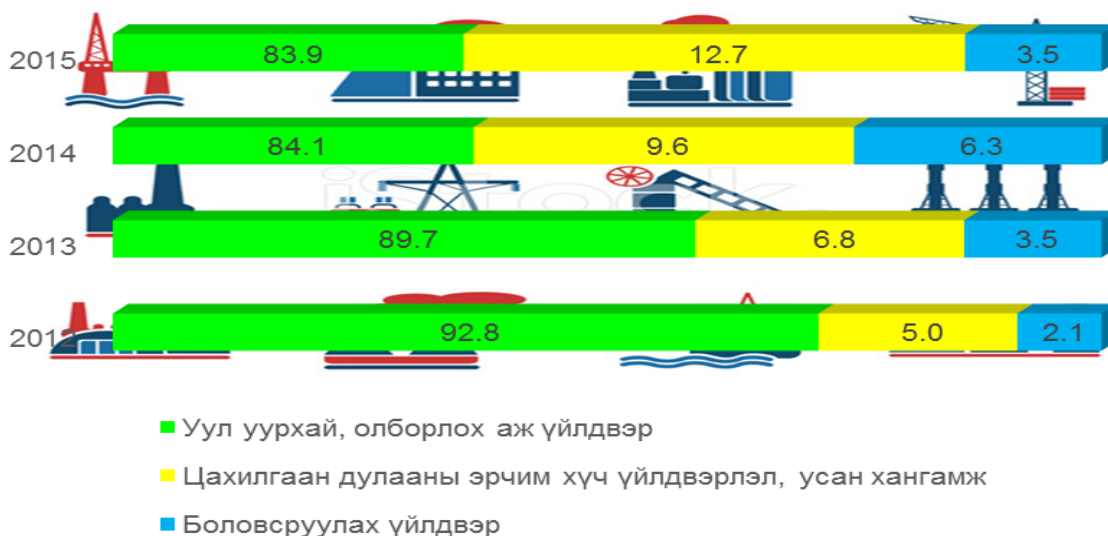 2015 83.9 12.7 3.5
2014 84.1 9.6 6.3
iStock
2013 89.7 6.8 3.5
2012 92.8 5.0 2.1
Уул уурхай, олборлох аж үйлдвэр
Цахилгаан дулааны эрчим хүч үйлдвэрлэл, усан хангамж
Боловсруулах үйлдвэр